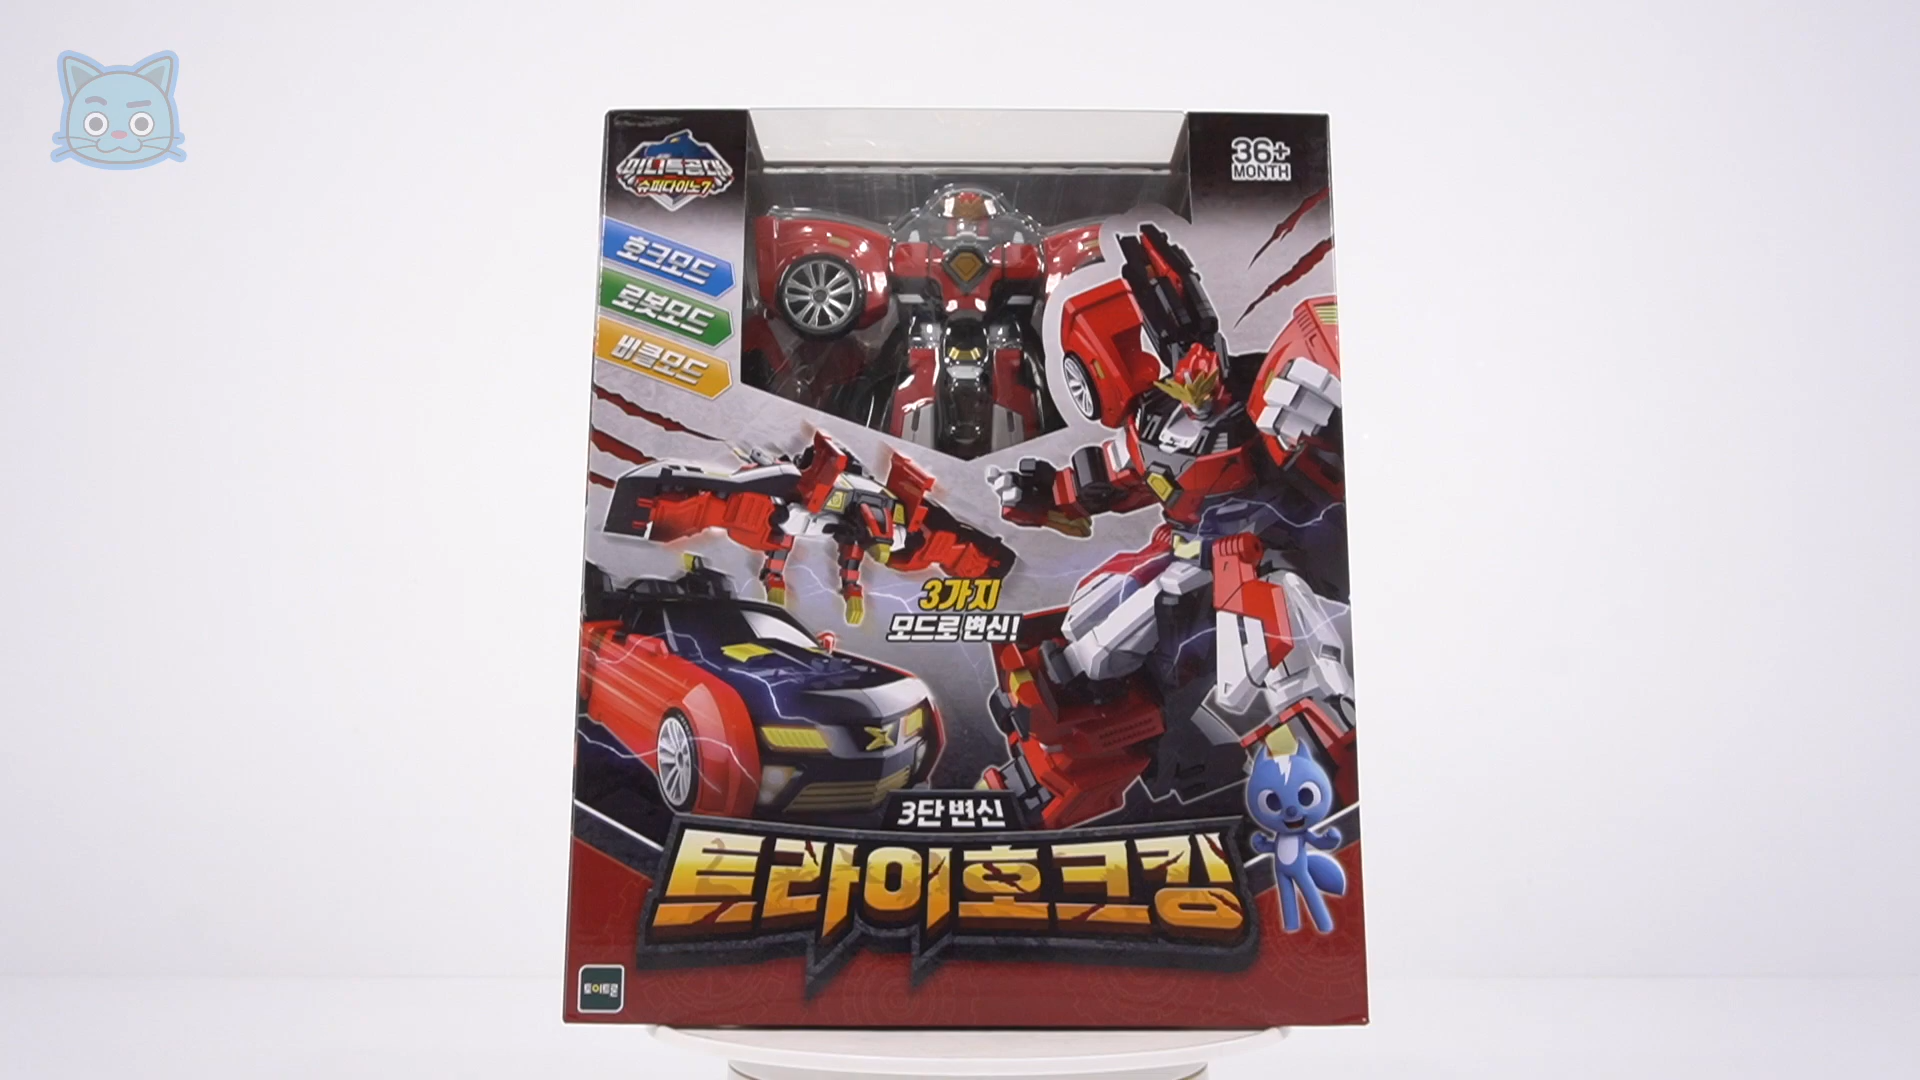 미니특공대
슈퍼다이노7
36+
MONTH
호크모드
로봇모드
비클모드
3가지
모드로 변신!
3단변신
트라이호크킹
토이트론